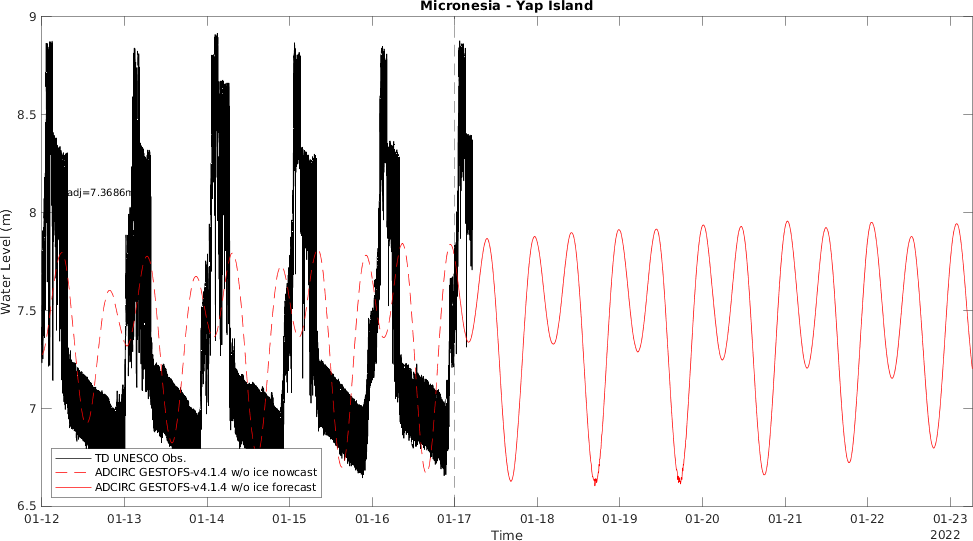 Micronesia - Yap Island
9
8.5
8
7.5
7
6.5
Water Level (m)
adj=7.3686m
TD UNESCO Obs.
ADCIRC GESTOFS-v4.1.4 w/o ice nowcast
ADCIRC GESTOFS-v4.1.4 w/o ice forecast
01-12 01-13 01-14 01-15 01-16 01-17 01-18 01-19 01-20 01-21 01-22 01-23
Time
2022